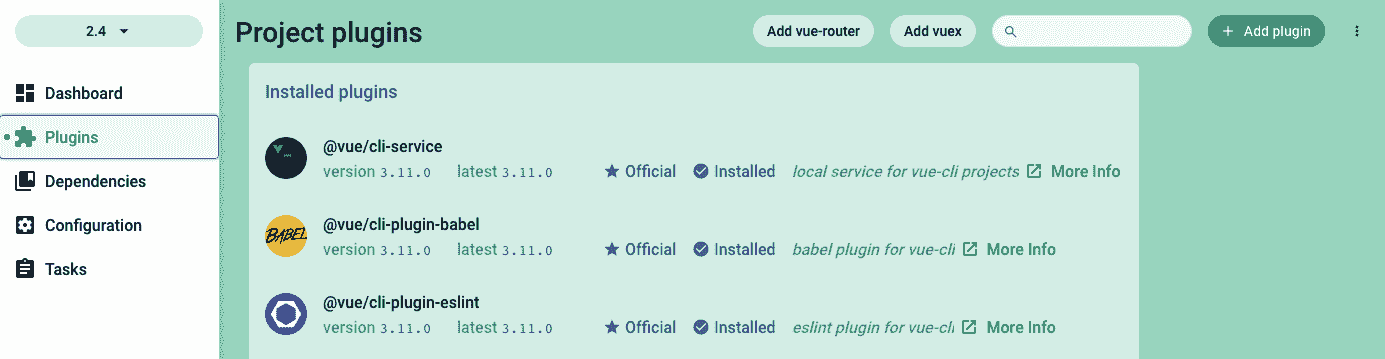 2.4
Dashboard
Plugins
Dependencies
Configuration
Tasks
Project plugins
Add vue-router
Add vuex
Add plugin
Installed plugins
@vue/cli-service
version 3.11.0 latest 3.11.0 Official Installed local service for vue-cli projects More Info
BABEL
@vue/cli-plugin-babel
version 3.11.0 latest 3.11.0 Official Installed babel plugin for vue-cli More Info
@vue/cli-plugin-eslint
version 3.11.0 latest 3.11.0 Official Installed eslint plugin for vue-cli More Info